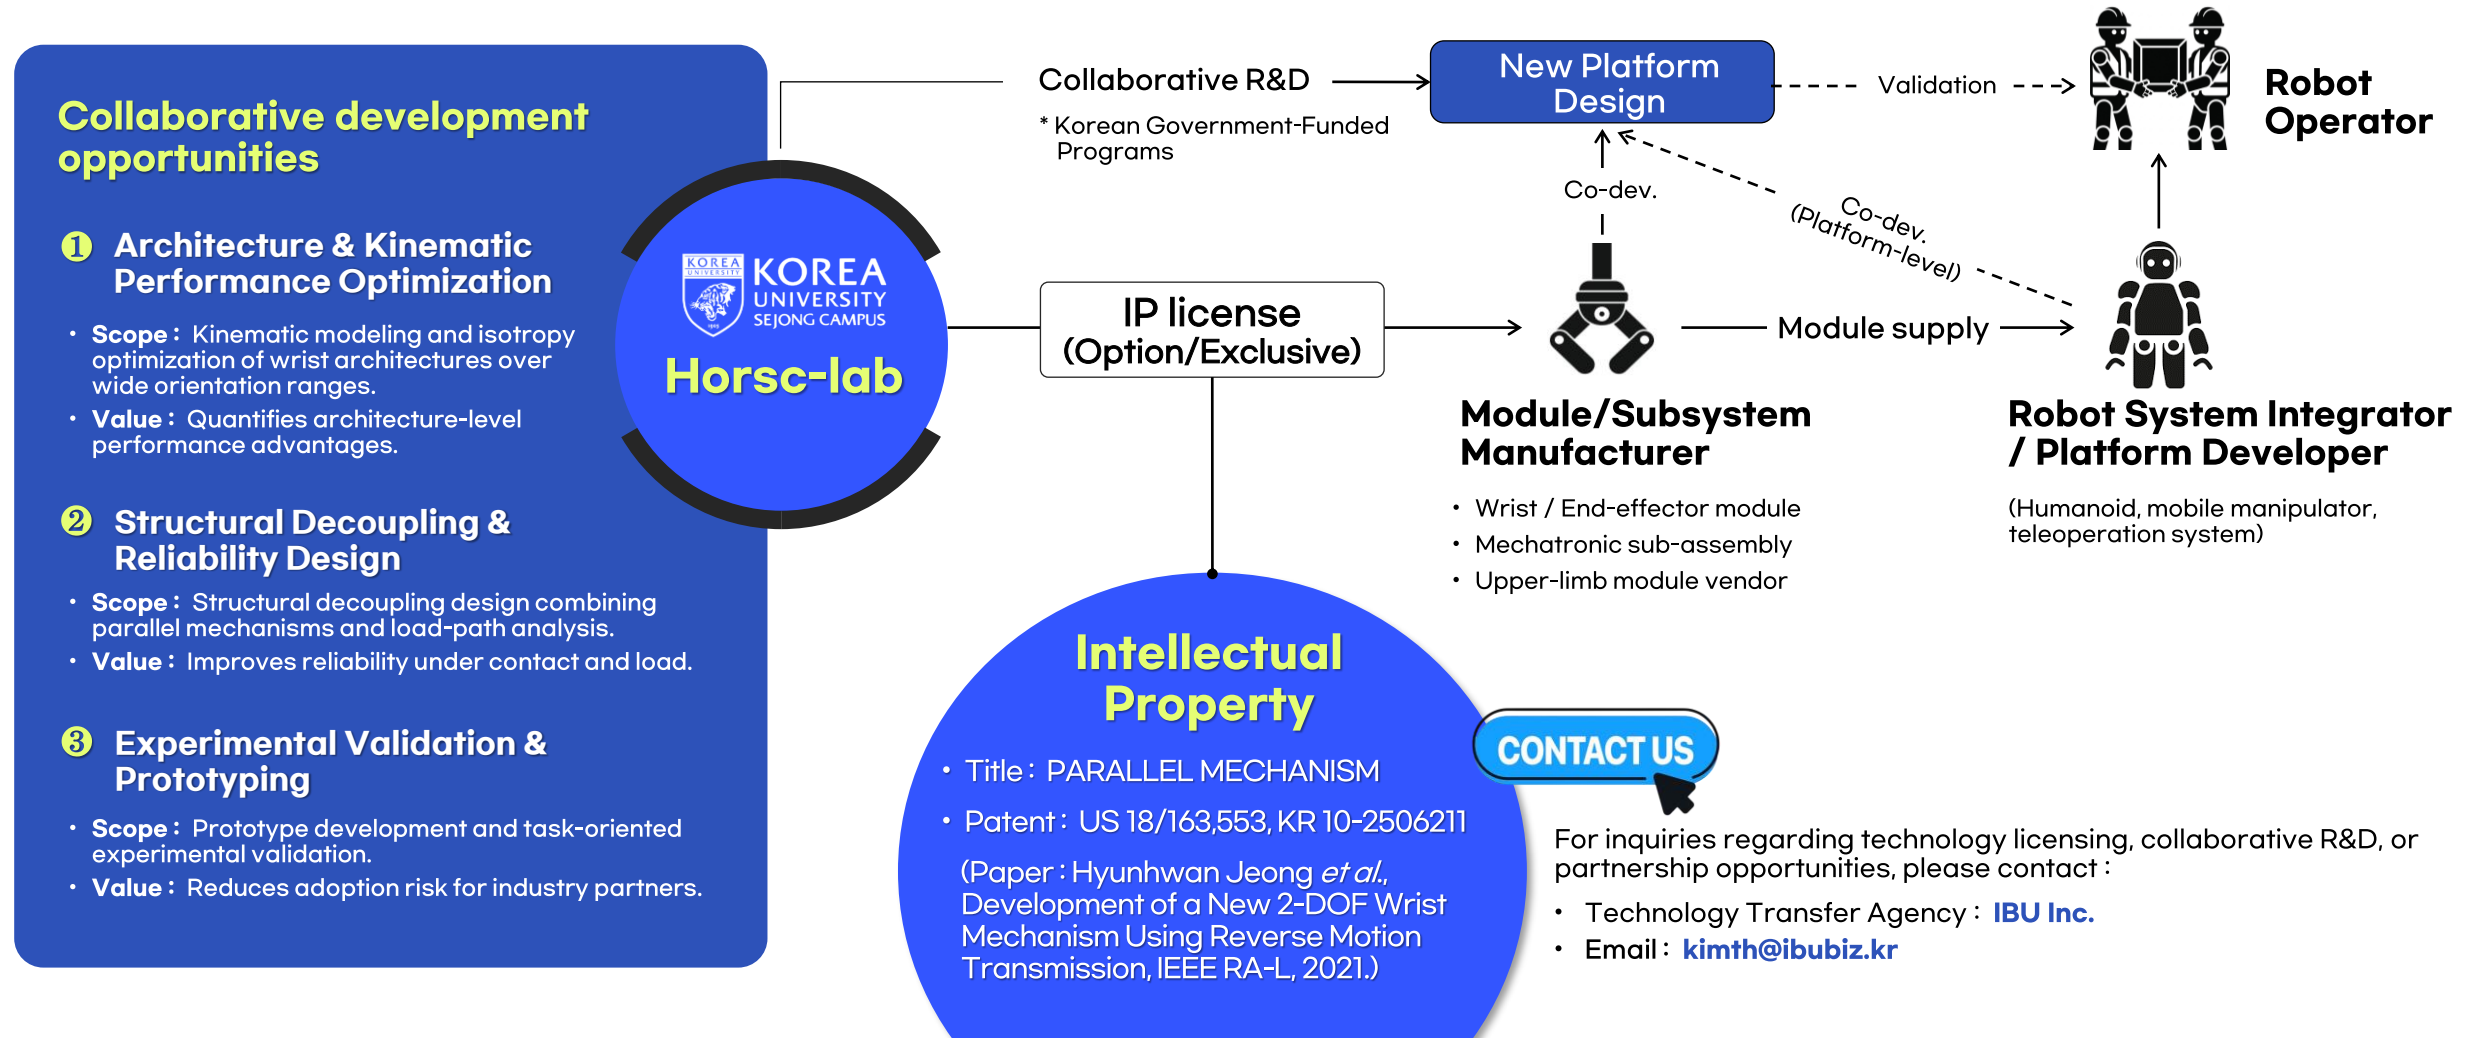 Collaborative development
opportunities
1 Architecture & Kinematic
Performance Optimization
• Scope : Kinematic modeling and isotropy
optimization of wrist architectures over
wide orientation ranges.
• Value : Quantifies architecture-level
performance advantages.
2 Structural Decoupling &
Reliability Design
• Scope : Structural decoupling design combining
parallel mechanisms and load-path analysis.
• Value : Improves reliability under contact and load.
3 Experimental Validation &
Prototyping
• Scope : Prototype development and task-oriented
experimental validation.
• Value : Reduces adoption risk for industry partners.
KOREA
UNIVERSITY
1905
KOREA
UNIVERSITY
SEJONG CAMPUS
Horsc-lab
Collaborative R&D
* Korean Government-Funded
Programs
New Platform
Design
Validation
Robot
Operator
Co-dev.
Co-dev.
(Platform-level)
IP license
(Option/Exclusive)
Module supply
Module/Subsystem
Manufacturer
• Wrist / End-effector module
• Mechatronic sub-assembly
• Upper-limb module vendor
Robot System Integrator
/ Platform Developer
(Humanoid, mobile manipulator,
teleoperation system)
Intellectual
Property
• Title : PARALLEL MECHANISM
• Patent : US 18/163,553, KR 10-2506211
(Paper : Hyunhwan Jeong et al.,
Development of a New 2-DOF Wrist
Mechanism Using Reverse Motion
Transmission, IEEE RA-L, 2021.)
CONTACT US
For inquiries regarding technology licensing, collaborative R&D, or
partnership opportunities, please contact :
• Technology Transfer Agency : IBU Inc.
• Email : kimth@ibubiz.kr